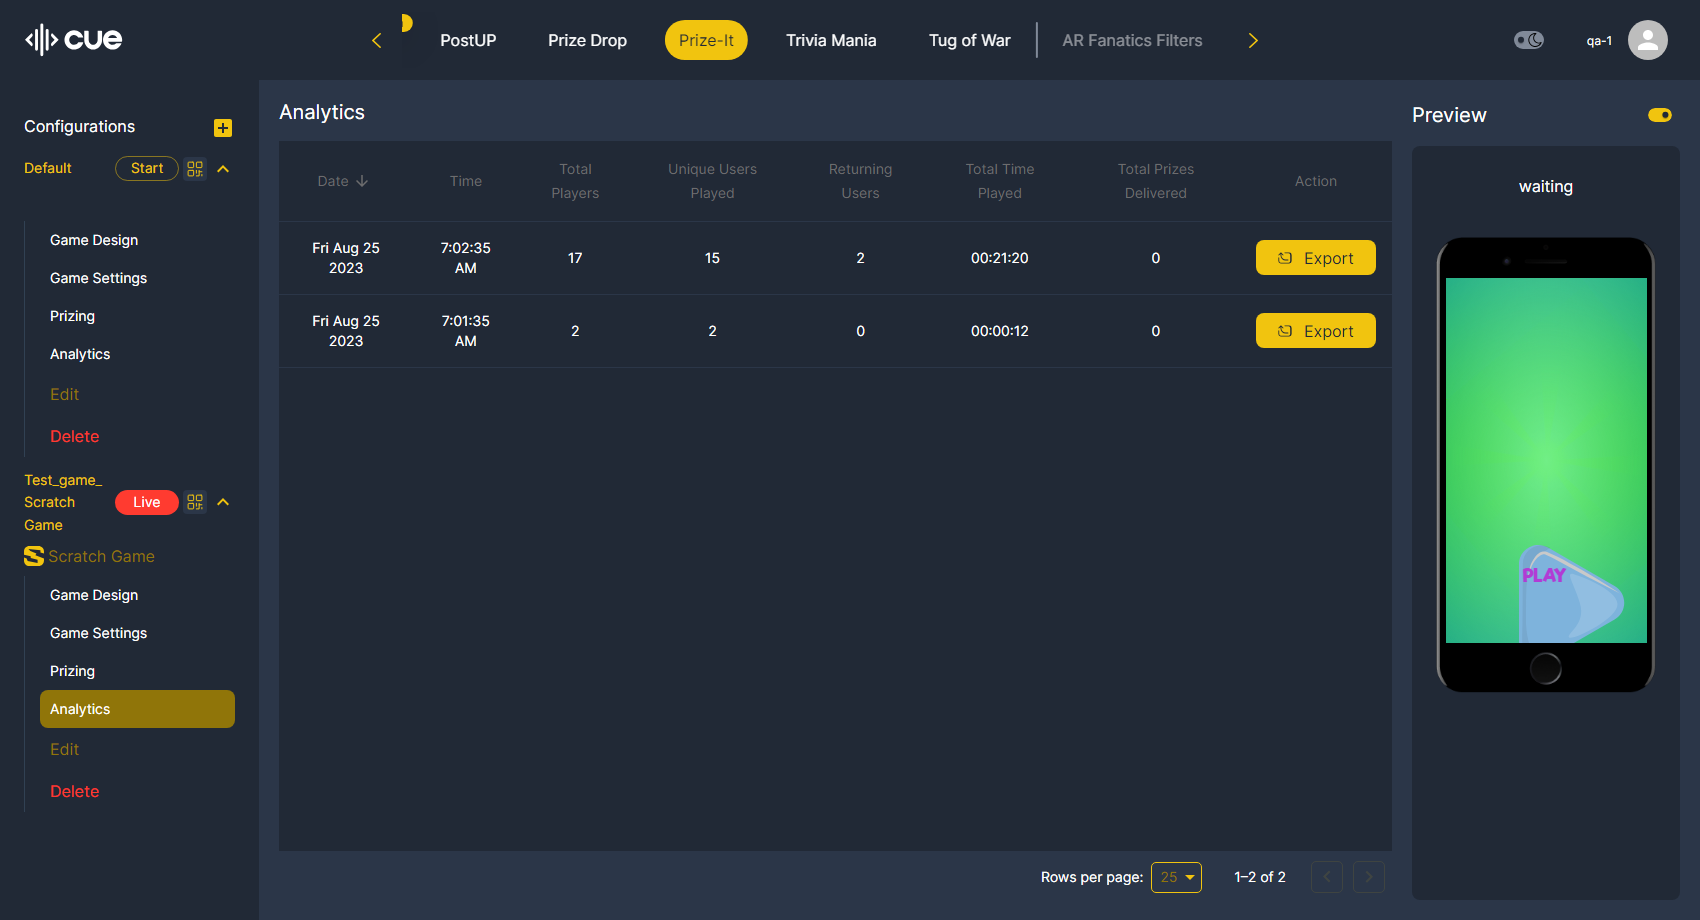 cue
PostUP
Prize Drop
Prize-It
Trivia Mania
Tug of War
AR Fanatics Filters
qa-1
Configurations
Default
Start
Game Design
Game Settings
Prizing
Analytics
Edit
Delete
Test_game_
Scratch
Game
Live
Scratch Game
Game Design
Game Settings
Prizing
Analytics
Edit
Delete
Analytics
Date
Time
Total
Players
Unique Users
Played
Returning
Users
Total Time
Played
Total Prizes
Delivered
Action
Fri Aug 25
2023
7:02:35
AM
17
15
2
00:21:20
0
Export
Fri Aug 25
2023
7:01:35
AM
2
2
0
00:00:12
0
Export
Rows per page:
25
1–2 of 2
Preview
waiting
PLAY